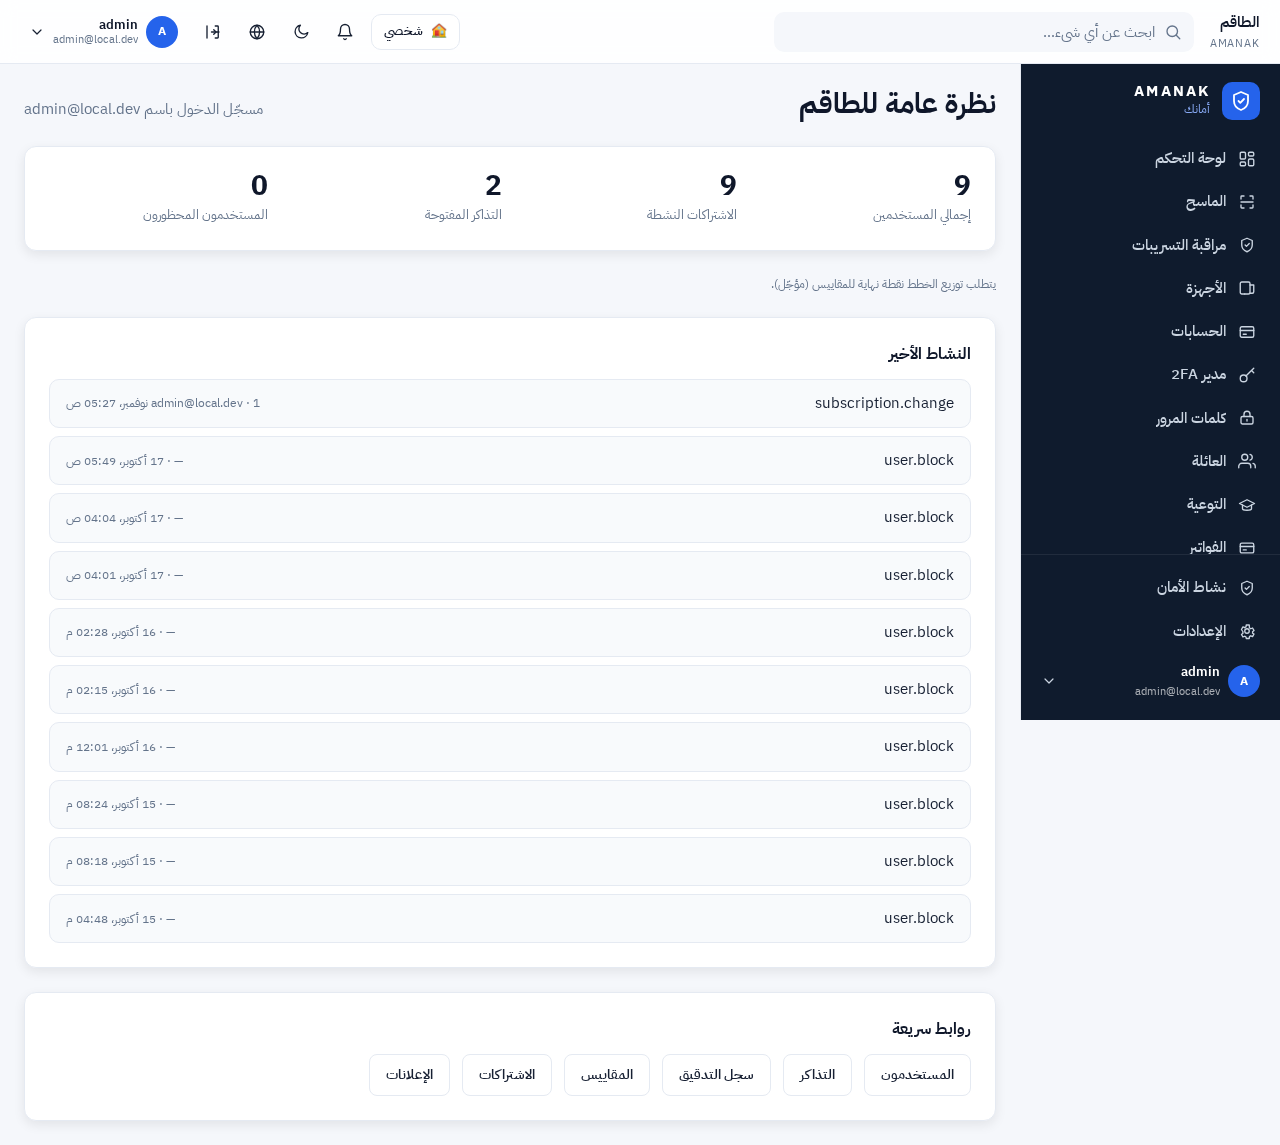 الطاقم
AMANAK
ابحث عن أي شيء...
🏠 شخصي
admin
admin@local.dev
A
AMANAK
أمانك
لوحة التحكم
الماسح
مراقبة التسريبات
الأجهزة
الحسابات
مدير 2FA
كلمات المرور
العائلة
التوعية
الفواتير
نشاط الأمان
الإعدادات
A
admin
admin@local.dev
نظرة عامة للطاقم
مسجّل الدخول باسم admin@local.dev
9
إجمالي المستخدمين
9
الاشتراكات النشطة
2
التذاكر المفتوحة
0
المستخدمون المحظورون
يتطلب توزيع الخطط نقطة نهاية للمقاييس (مؤجّل).
النشاط الأخير
subscription.change
admin@local.dev · 1 نوفمبر، 05:27 ص
user.block
— · 17 أكتوبر، 05:49 ص
user.block
— · 17 أكتوبر، 04:04 ص
user.block
— · 17 أكتوبر، 04:01 ص
user.block
— · 16 أكتوبر، 02:28 م
user.block
— · 16 أكتوبر، 02:15 م
user.block
— · 16 أكتوبر، 12:01 م
user.block
— · 15 أكتوبر، 08:24 م
user.block
— · 15 أكتوبر، 08:18 م
user.block
— · 15 أكتوبر، 04:48 م
روابط سريعة
المستخدمون
التذاكر
سجل التدقيق
المقاييس
الاشتراكات
الإعلانات